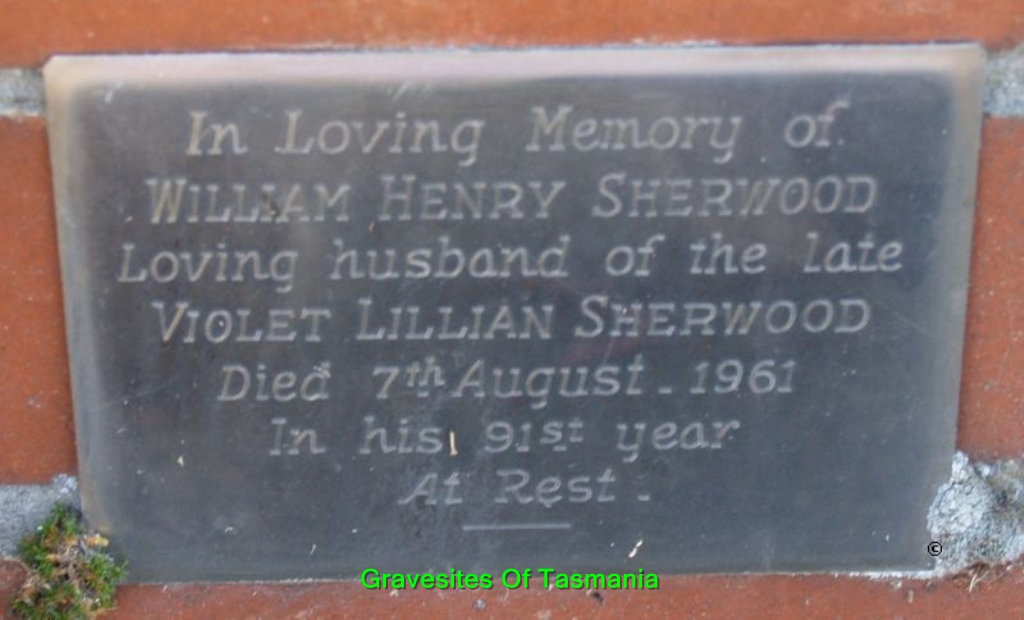 In Loving Memory of
WILLIAM HENRY SHERWOOD
Loving husband of the late
VIOLET LILLIAN SHERWOOD
Died 7th August. 1961
In his 91st year
At Rest.
©
Gravesites Of Tasmania